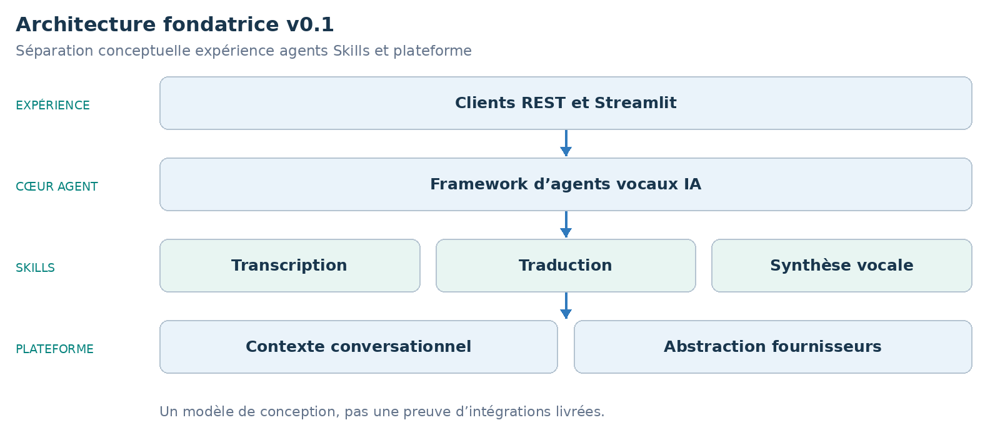 Architecture fondatrice v0.1
Séparation conceptuelle expérience agents Skills et plateforme
EXPÉRIENCE
Clients REST et Streamlit
CŒUR AGENT
Framework d’agents vocaux IA
SKILLS
Transcription
Traduction
Synthèse vocale
PLATEFORME
Contexte conversationnel
Abstraction fournisseurs
Un modèle de conception, pas une preuve d’intégrations livrées.